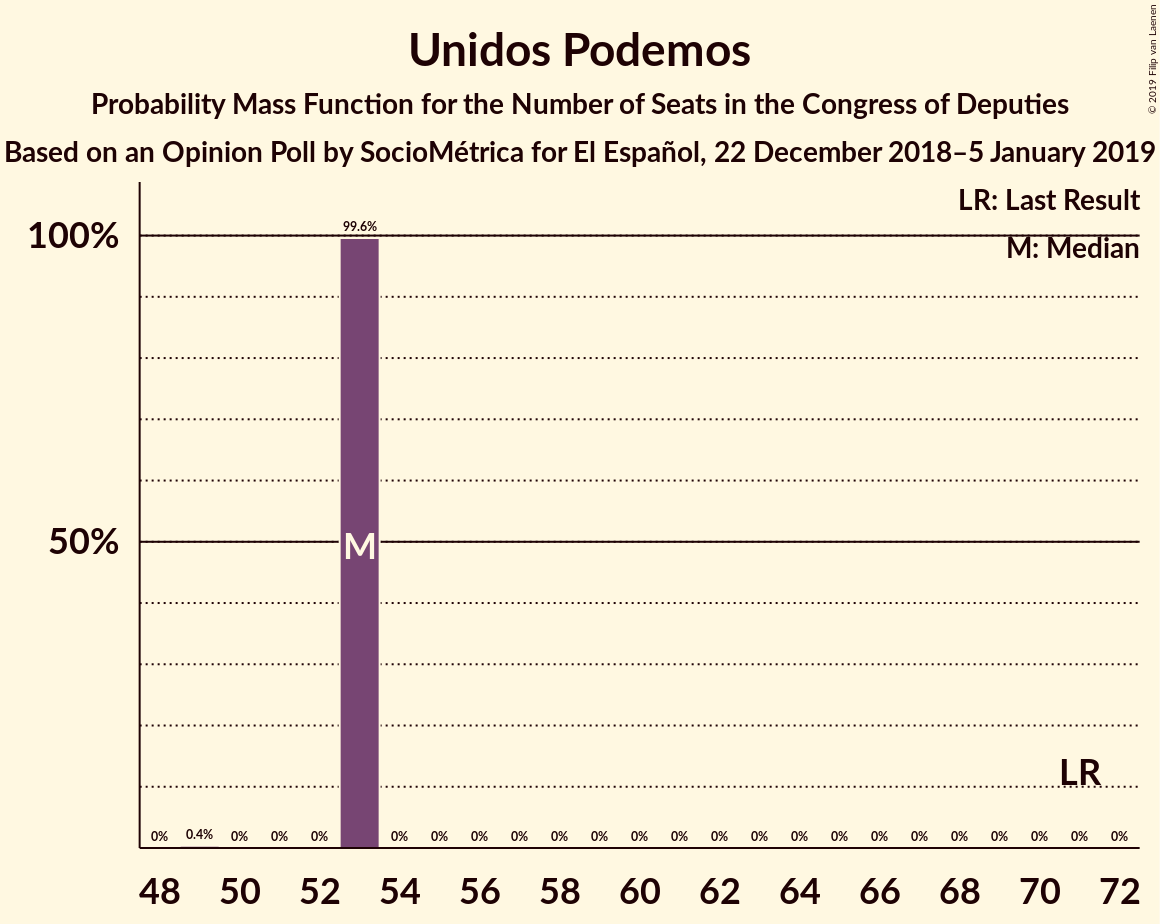 Unidos Podemos
Probability Mass Function for the Number of Seats in the Congress of Deputies
Based on an Opinion Poll by SocioMétrica for El Español, 22 December 2018–5 January 2019
© 2019 Filip van Laenen
LR: Last Result
M: Median
99.6%
100%
50%
M
LR
0% 0.4% 0% 0% 0% 0% 0% 0% 0% 0% 0% 0% 0% 0% 0% 0% 0% 0% 0% 0% 0% 0% 0% 0%
48 50 52 54 56 58 60 62 64 66 68 70 72